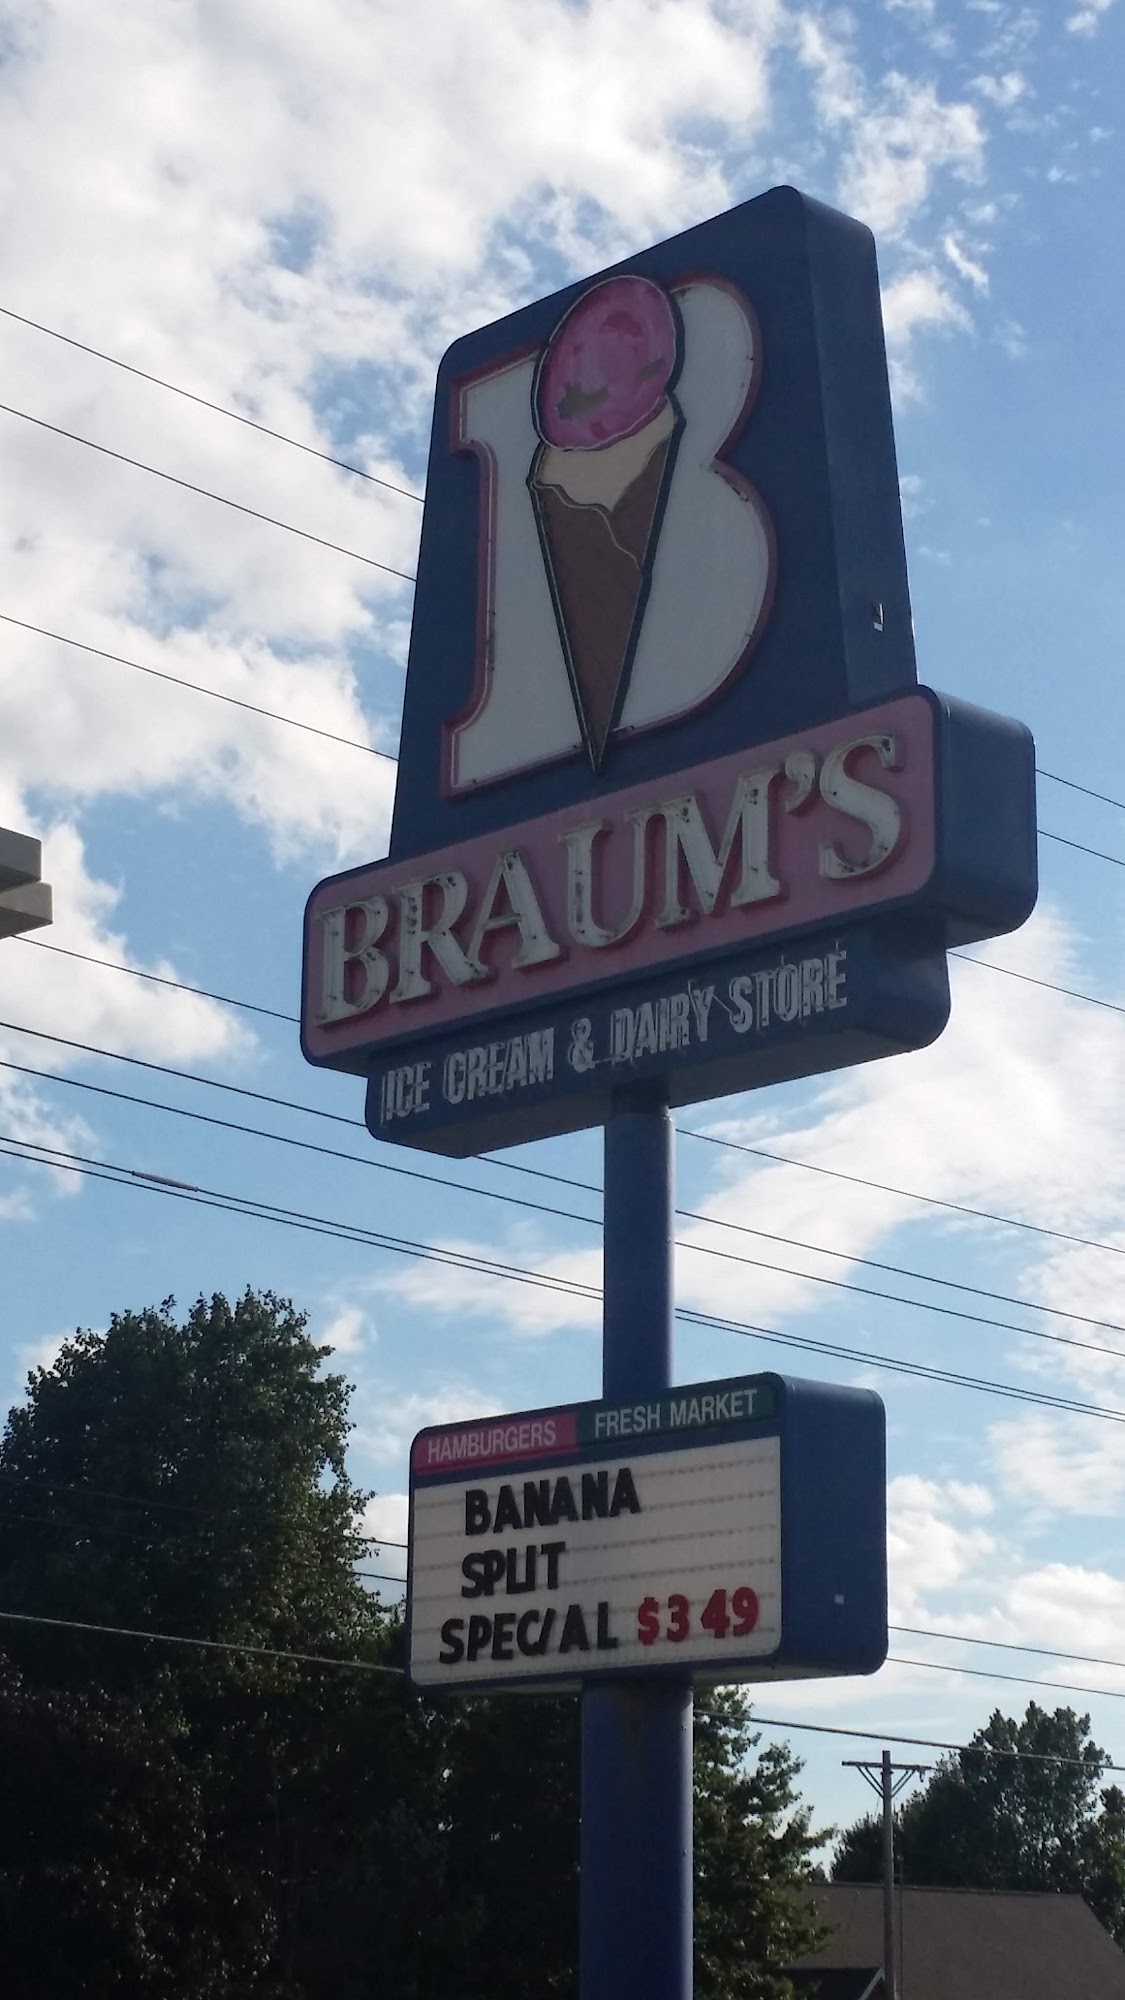 B
BRAUM'S
ICE CREAM & DAIRY STORE
HAMBURGERS FRESH MARKET
BANANA
SPLIT
SPECIAL $3 49